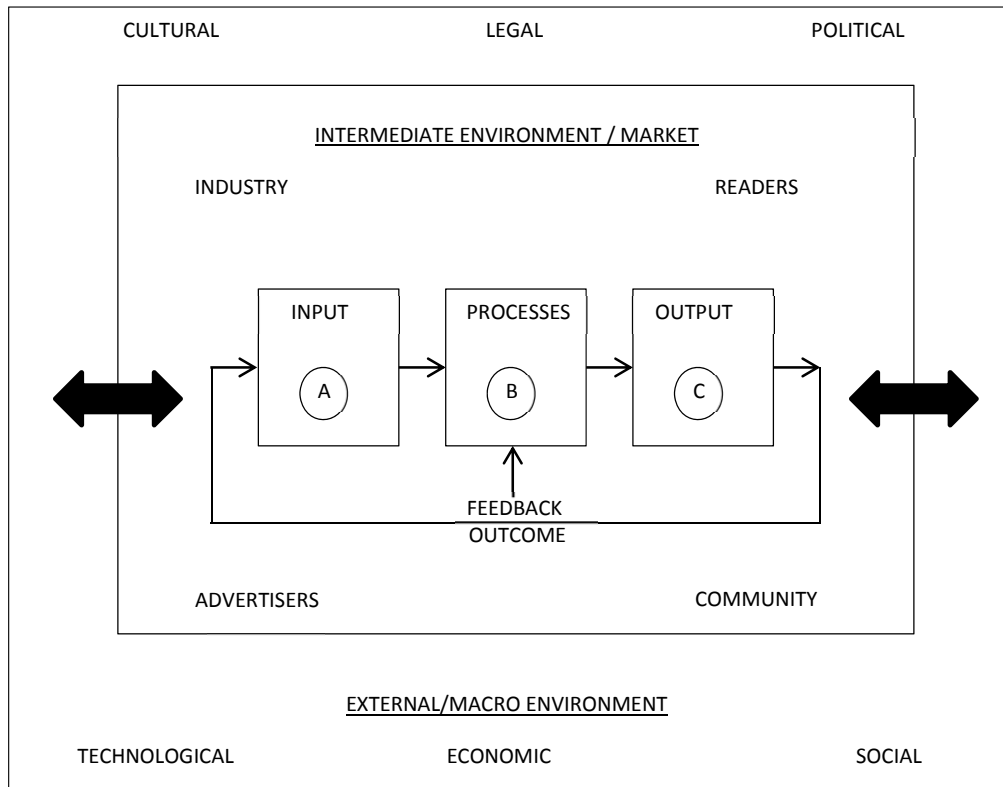 CULTURAL LEGAL POLITICAL
INTERMEDIATE ENVIRONMENT / MARKET
INDUSTRY READERS
INPUT PROCESSES OUTPUT
A B C
FEEDBACK
OUTCOME
ADVERTISERS COMMUNITY
EXTERNAL/MACRO ENVIRONMENT
TECHNOLOGICAL ECONOMIC SOCIAL